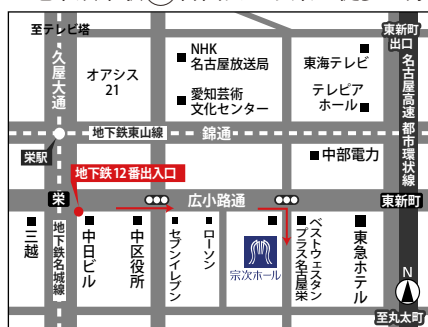 至テレビ塔
久屋大通
オアシス
21
NHK
名古屋放送局
愛知芸術
文化センター
東海テレビ
テレピア
ホール
東新町
出口
名古屋高速 都市環状線
地下鉄東山線
錦通
栄駅
中部電力
地下鉄12番出入口
栄
広小路通
東新町
三越
地下鉄名城線
中日ビル
中区役所
セブンイレブン
ローソン
宗次ホール
ベストウェスタン
プラス名古屋栄
東急ホテル
N
至丸太町